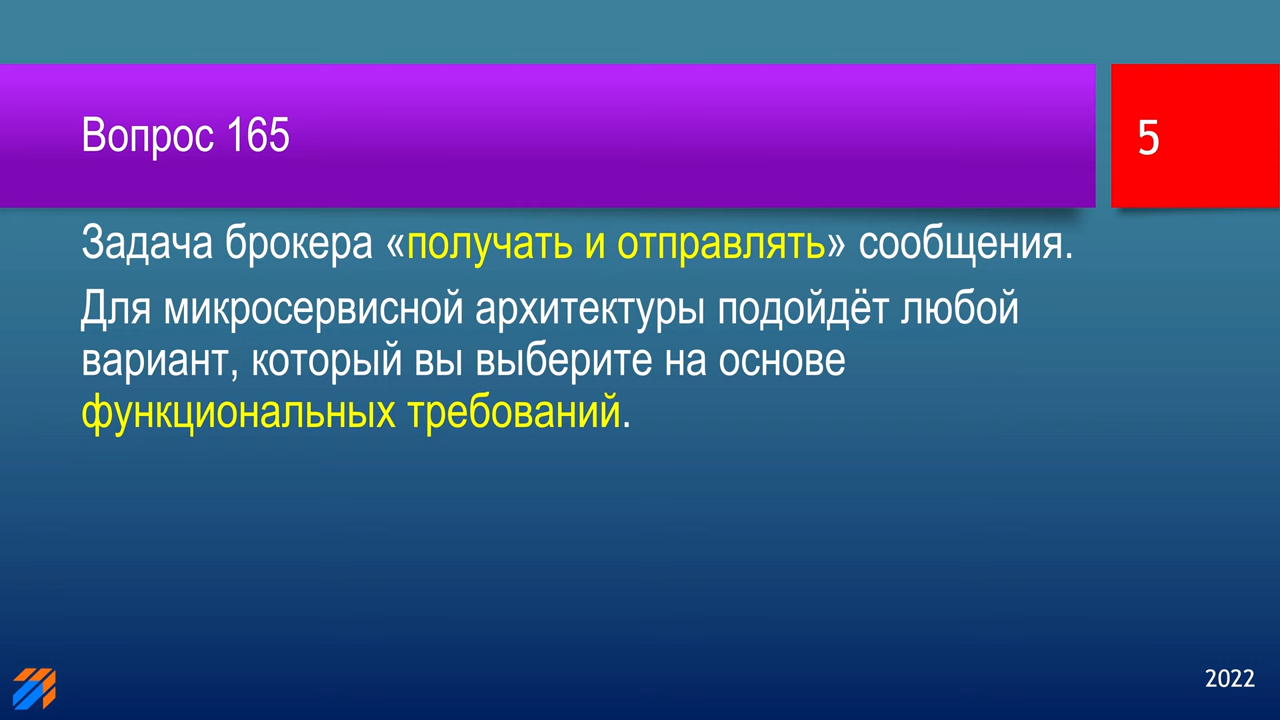 Вопрос 165
5
Задача брокера «получать и отправлять» сообщения.
Для микросервисной архитектуры подойдёт любой
вариант, который вы выберите на основе
функциональных требований.
2022